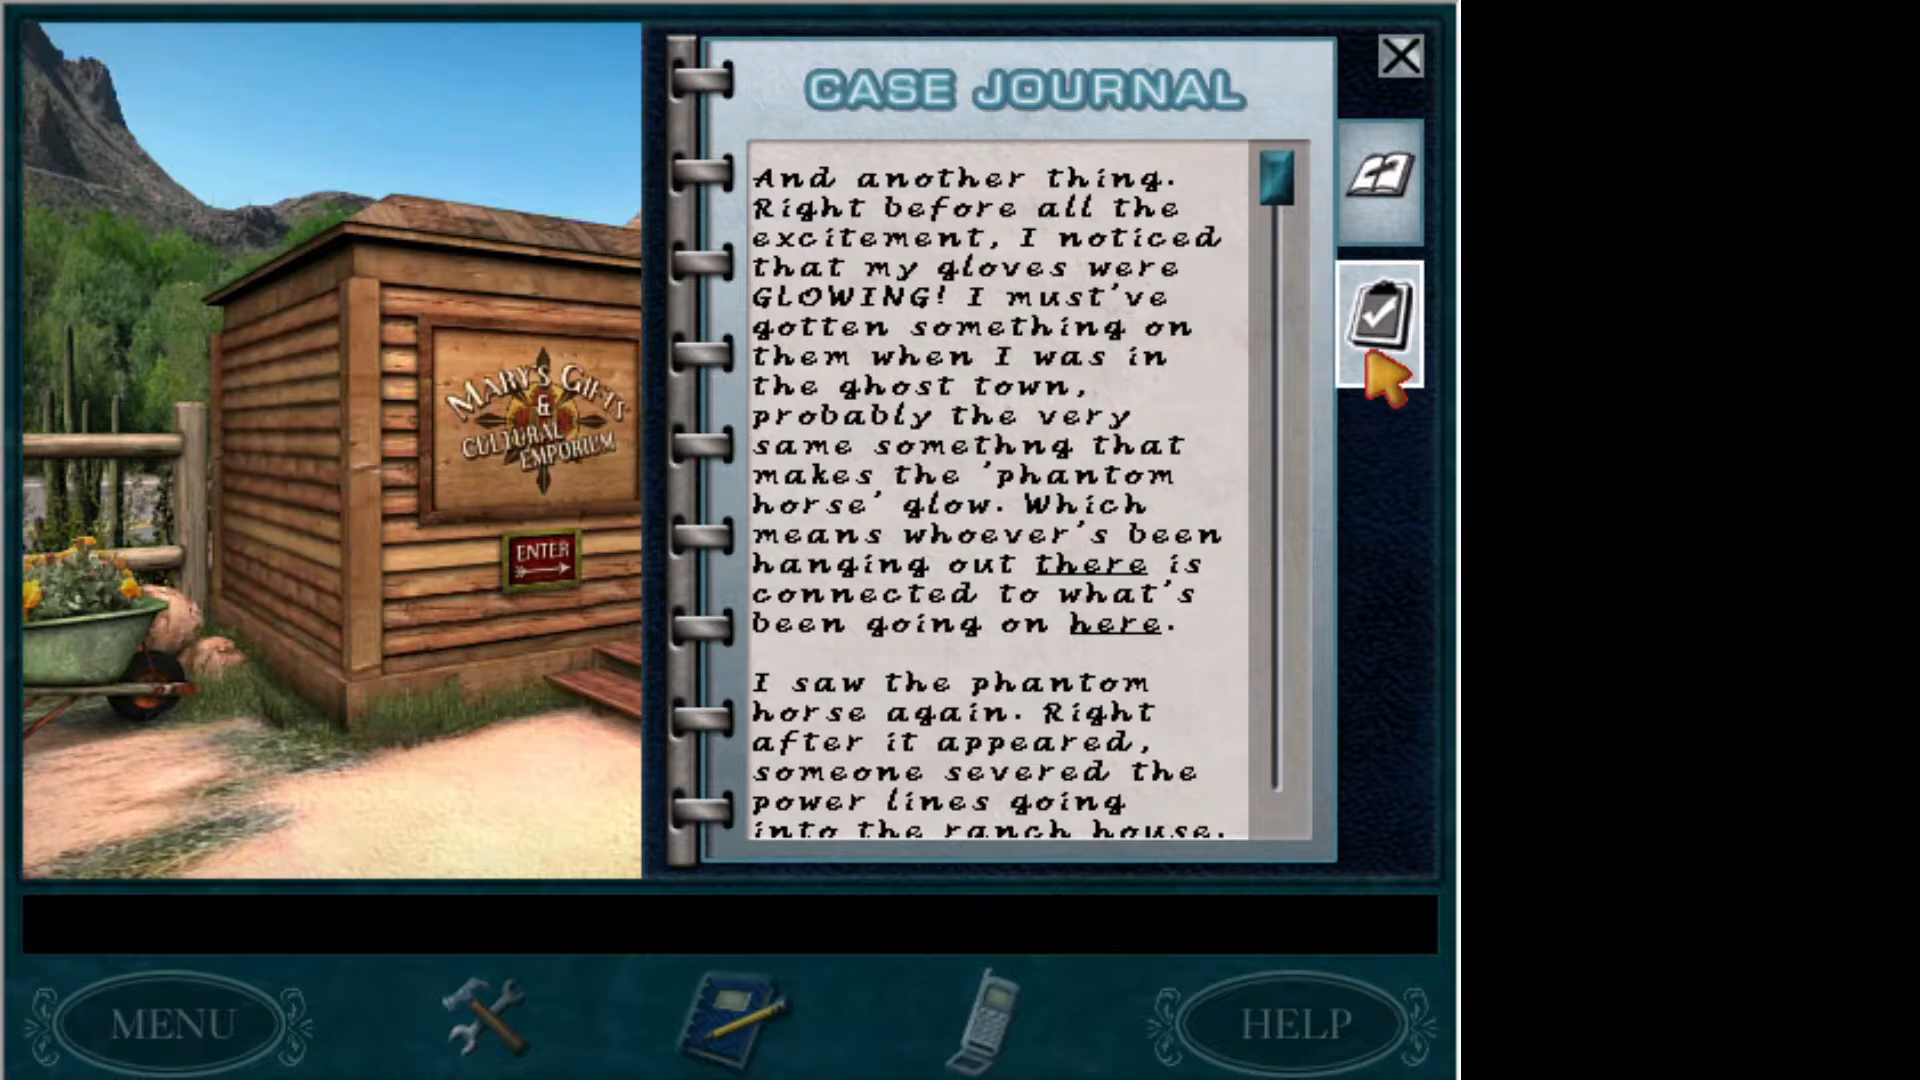 CASE JOURNAL
And another thing.
Right before all the
excitement, I noticed
that my gloves were
GLOWING! I must've
gotten something on
them when I was in
the ghost town,
probably the very
same somethng that
makes the 'phantom
horse' glow. Which
means whoever's been
hanging out there is
connected to what's
been going on here.
I saw the phantom
horse again. Right
after it appeared,
someone severed the
power lines going
into the ranch house.
MARY'S GIFTS
&
CULTURAL
EMPORIUM
ENTER
MENU
HELP